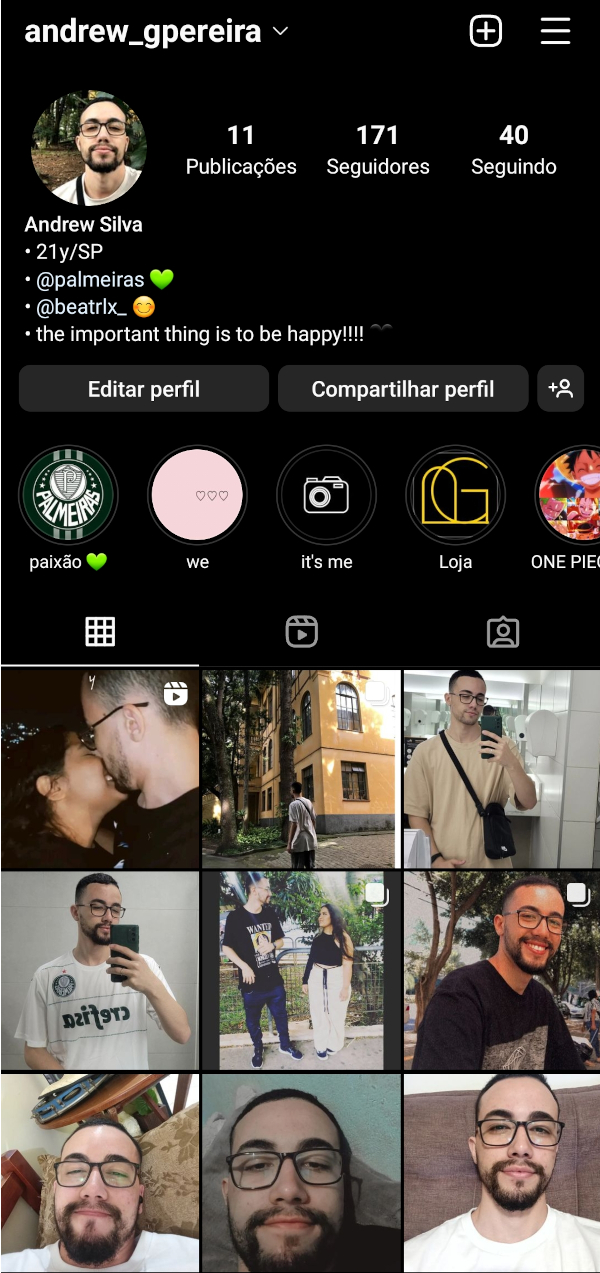 andrew_gpereira
11 171 40
Publicações Seguidores Seguindo
Andrew Silva
• 21y/SP
• @palmeiras 💚
• @beatrlx_ 😊
• the important thing is to be happy!!!!
Editar perfil Compartilhar perfil
PALMEIRAS
NG
paixão 💚 we it's me Loja ONE PIEC
WANTED
crefisa